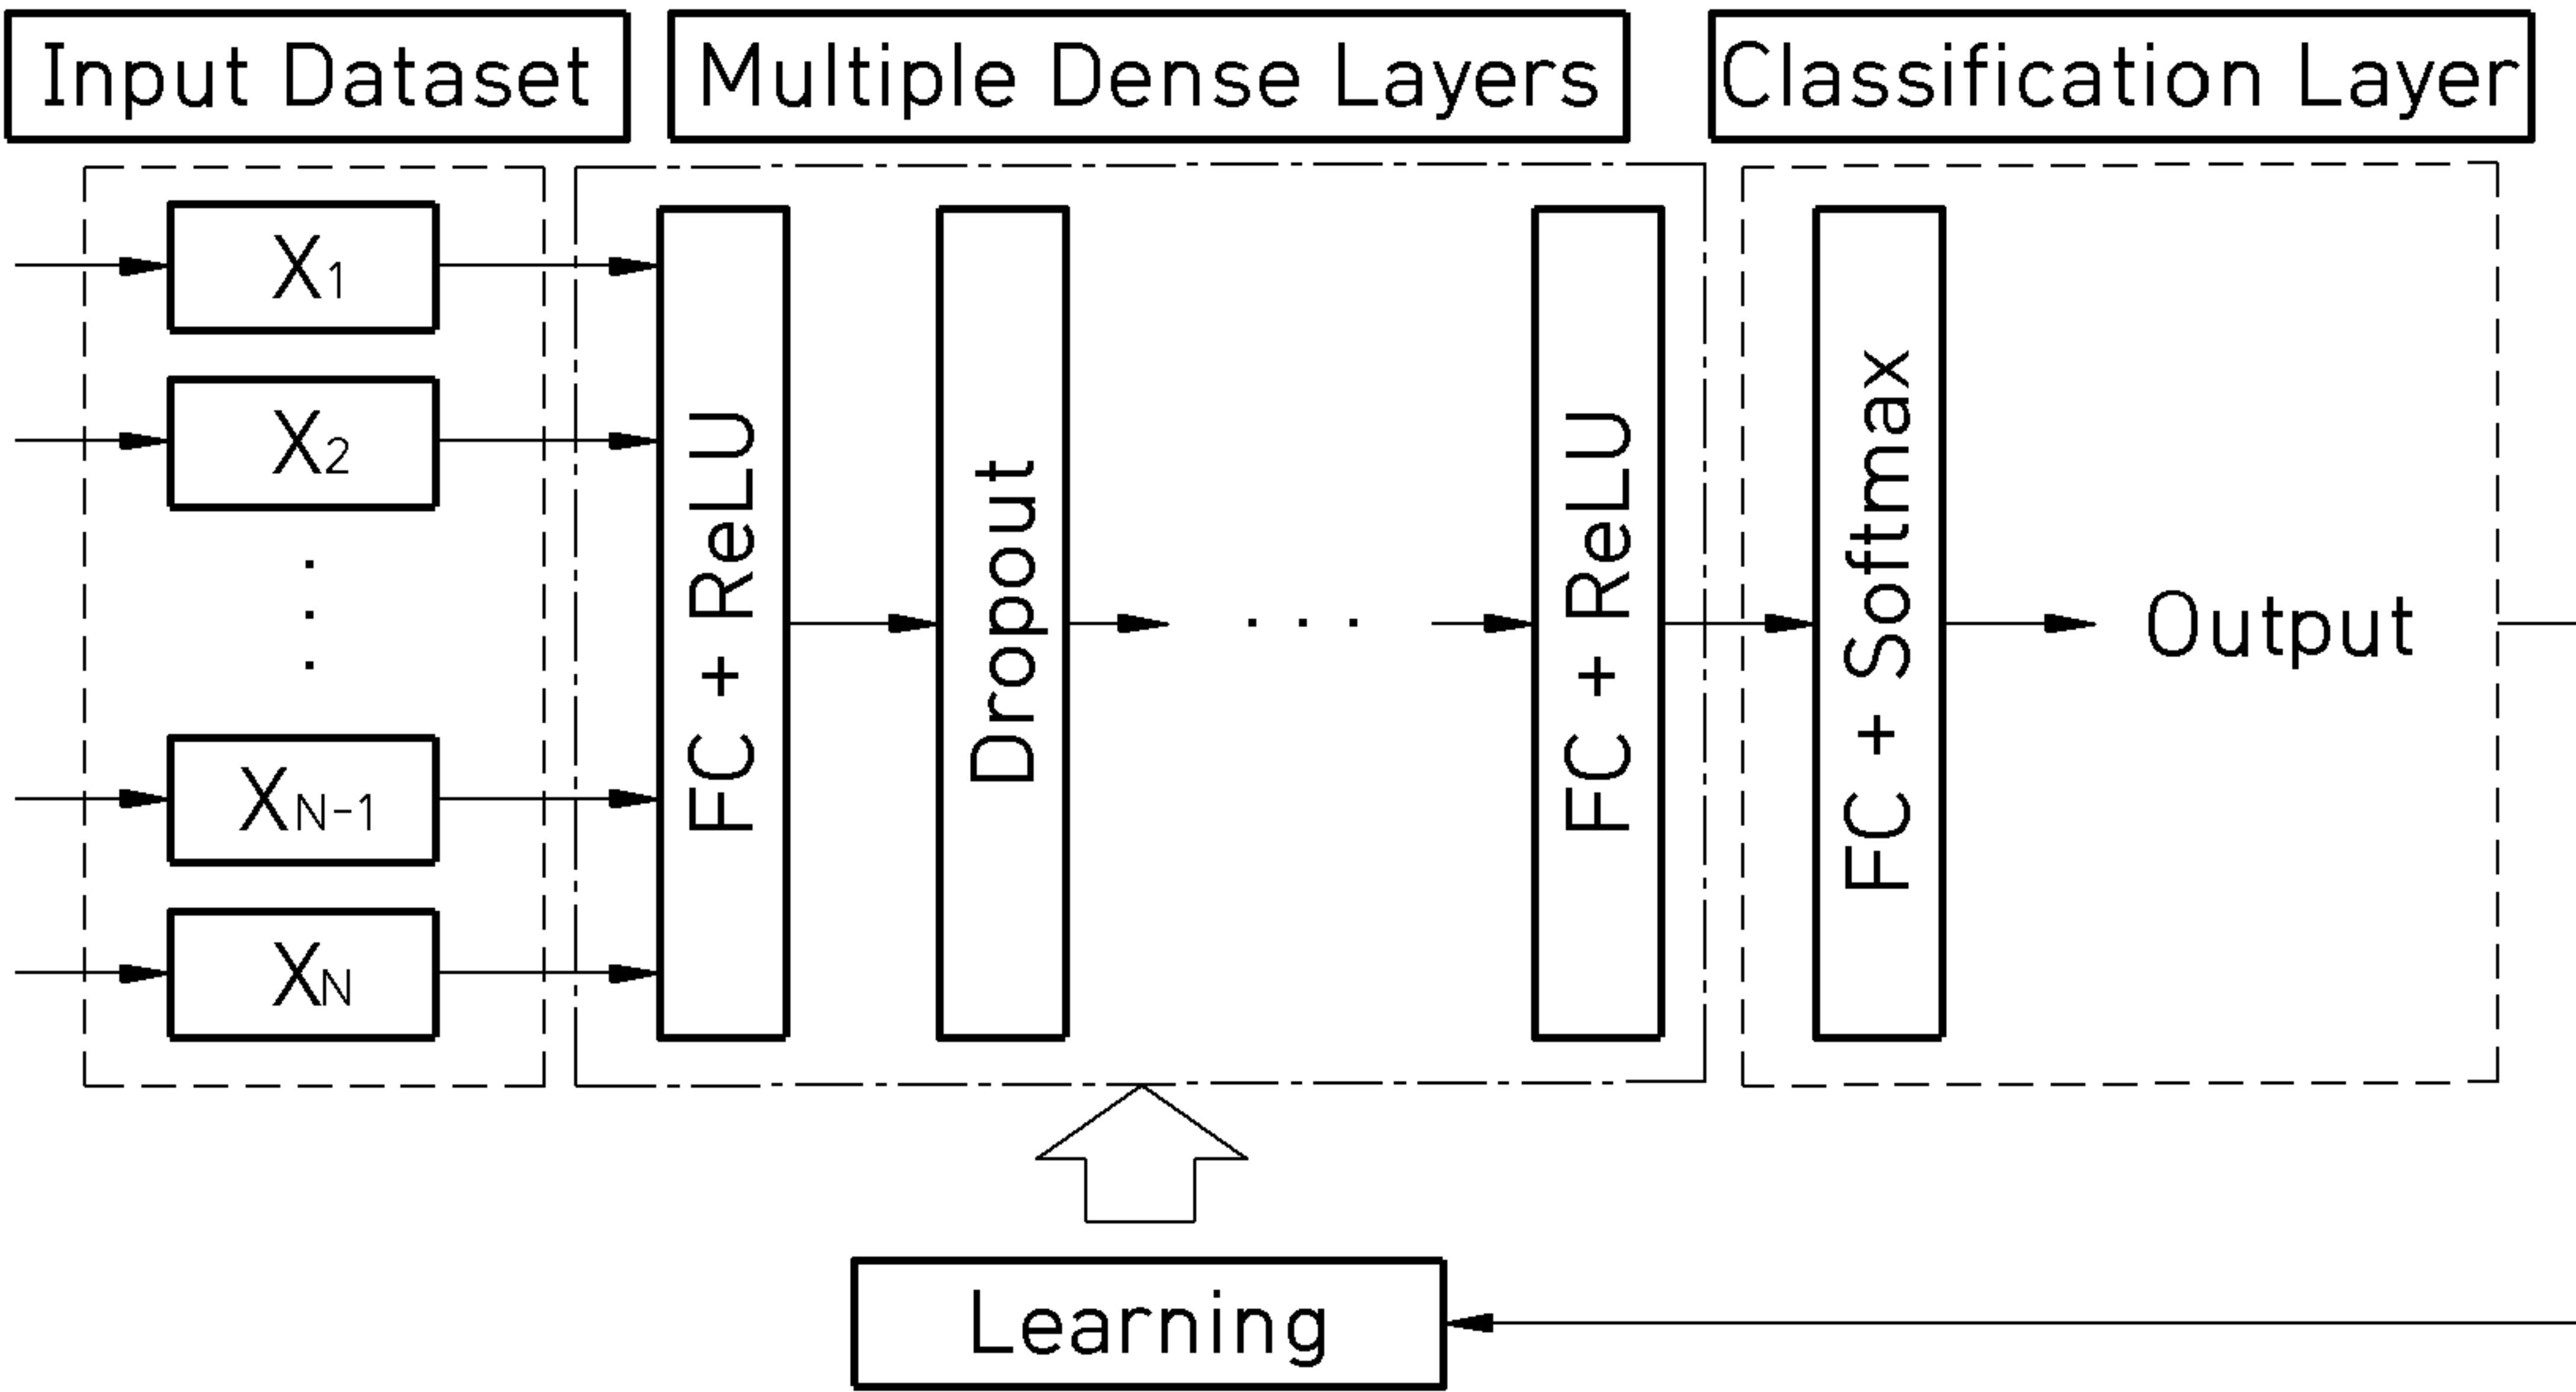 Input Dataset
Multiple Dense Layers
Classification Layer
X1
X2
.
.
.
XN-1
XN
FC + ReLU
Dropout
. . .
FC + ReLU
FC + Softmax
Output
Learning